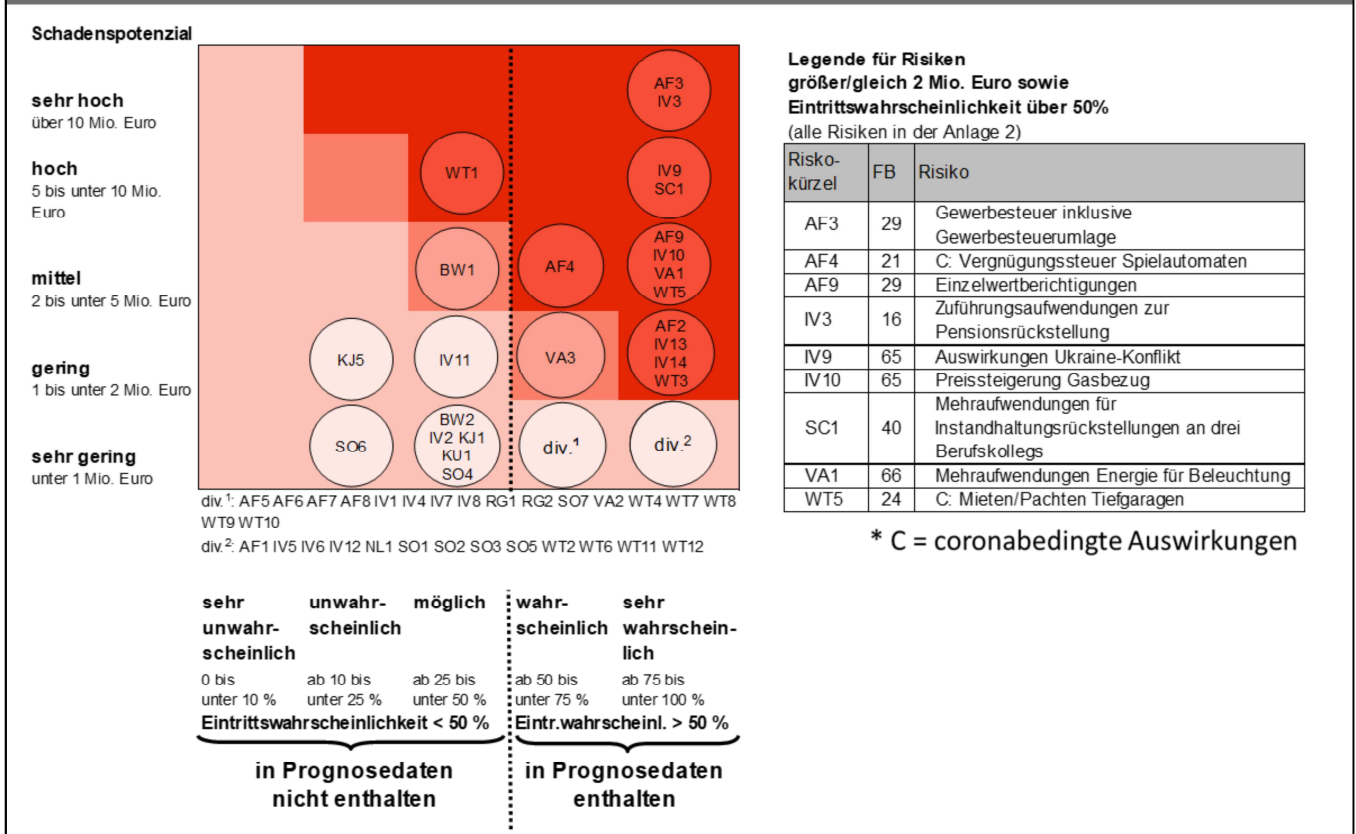 Schadenspotenzial
sehr hoch
über 10 Mio. Euro
hoch
5 bis unter 10 Mio.
Euro
mittel
2 bis unter 5 Mio. Euro
gering
1 bis unter 2 Mio. Euro
sehr gering
unter 1 Mio. Euro
AF3
IV3
WT1
IV9
SC1
BW1
AF4
AF9
IV10
VA1
WT5
KJ5
IV11
VA3
AF2
IV13
IV14
WT3
SO6
BW2
IV2 KJ1
KU1
SO4
div.¹
div.²
div.¹: AF5 AF6 AF7 AF8 IV1 IV4 IV7 IV8 RG1 RG2 SO7 VA2 WT4 WT7 WT8
WT9 WT10
div.²: AF1 IV5 IV6 IV12 NL1 SO1 SO2 SO3 SO5 WT2 WT6 WT11 WT12
sehr
unwahr-
scheinlich
0 bis
unter 10 %
unwahr-
scheinlich
ab 10 bis
unter 25 %
möglich
ab 25 bis
unter 50 %
wahr-
scheinlich
ab 50 bis
unter 75 %
sehr
wahrschein-
lich
ab 75 bis
unter 100 %
Eintrittswahrscheinlichkeit < 50 %
Eintr.wahrscheinl. > 50 %
in Prognosedaten
nicht enthalten
in Prognosedaten
enthalten
Legende für Risiken
größer/gleich 2 Mio. Euro sowie
Eintrittswahrscheinlichkeit über 50%
(alle Risiken in der Anlage 2)
Risko-
kürzel
FB
Risiko
AF3 29 Gewerbesteuer inklusive
Gewerbesteuerumlage
AF4 21 C: Vergnügungssteuer Spielautomaten
AF9 29 Einzelwertberichtigungen
IV3 16 Zuführungsaufwendungen zur
Pensionsrückstellung
IV9 65 Auswirkungen Ukraine-Konflikt
IV10 65 Preissteigerung Gasbezug
SC1 40 Mehraufwendungen für
Instandhaltungsrückstellungen an drei
Berufskollegs
VA1 66 Mehraufwendungen Energie für Beleuchtung
WT5 24 C: Mieten/Pachten Tiefgaragen
* C = coronabedingte Auswirkungen